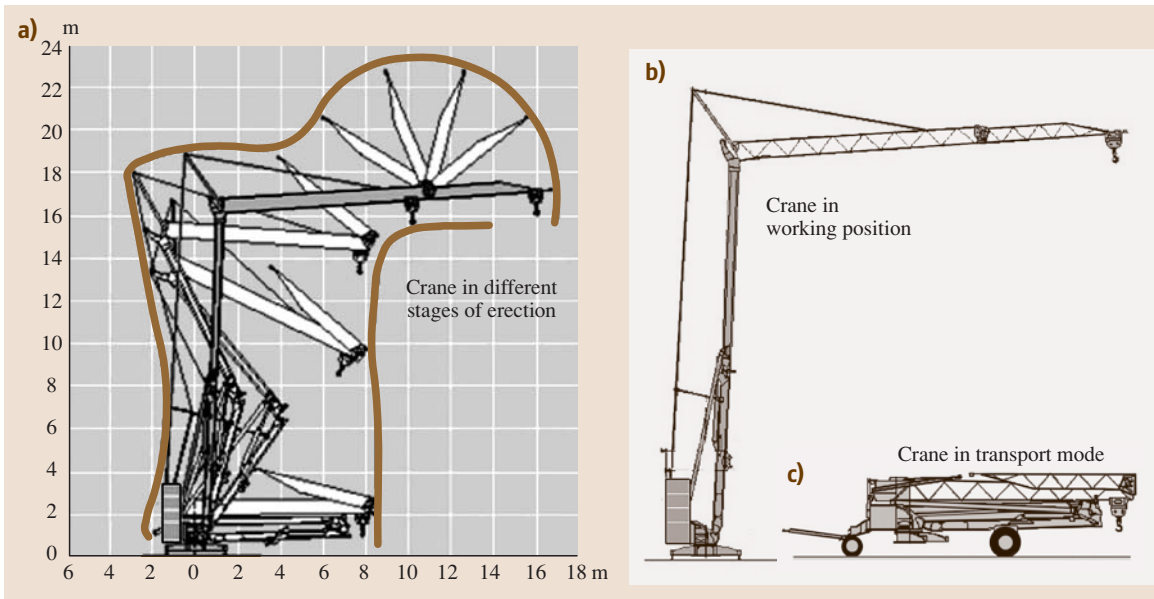 a) m
24
22
20
18
16
14
12
10
8
6
4
2
0
6 4 2 0 2 4 6 8 10 12 14 16 18 m
Crane in different
stages of erection
b)
Crane in
working position
c)
Crane in transport mode